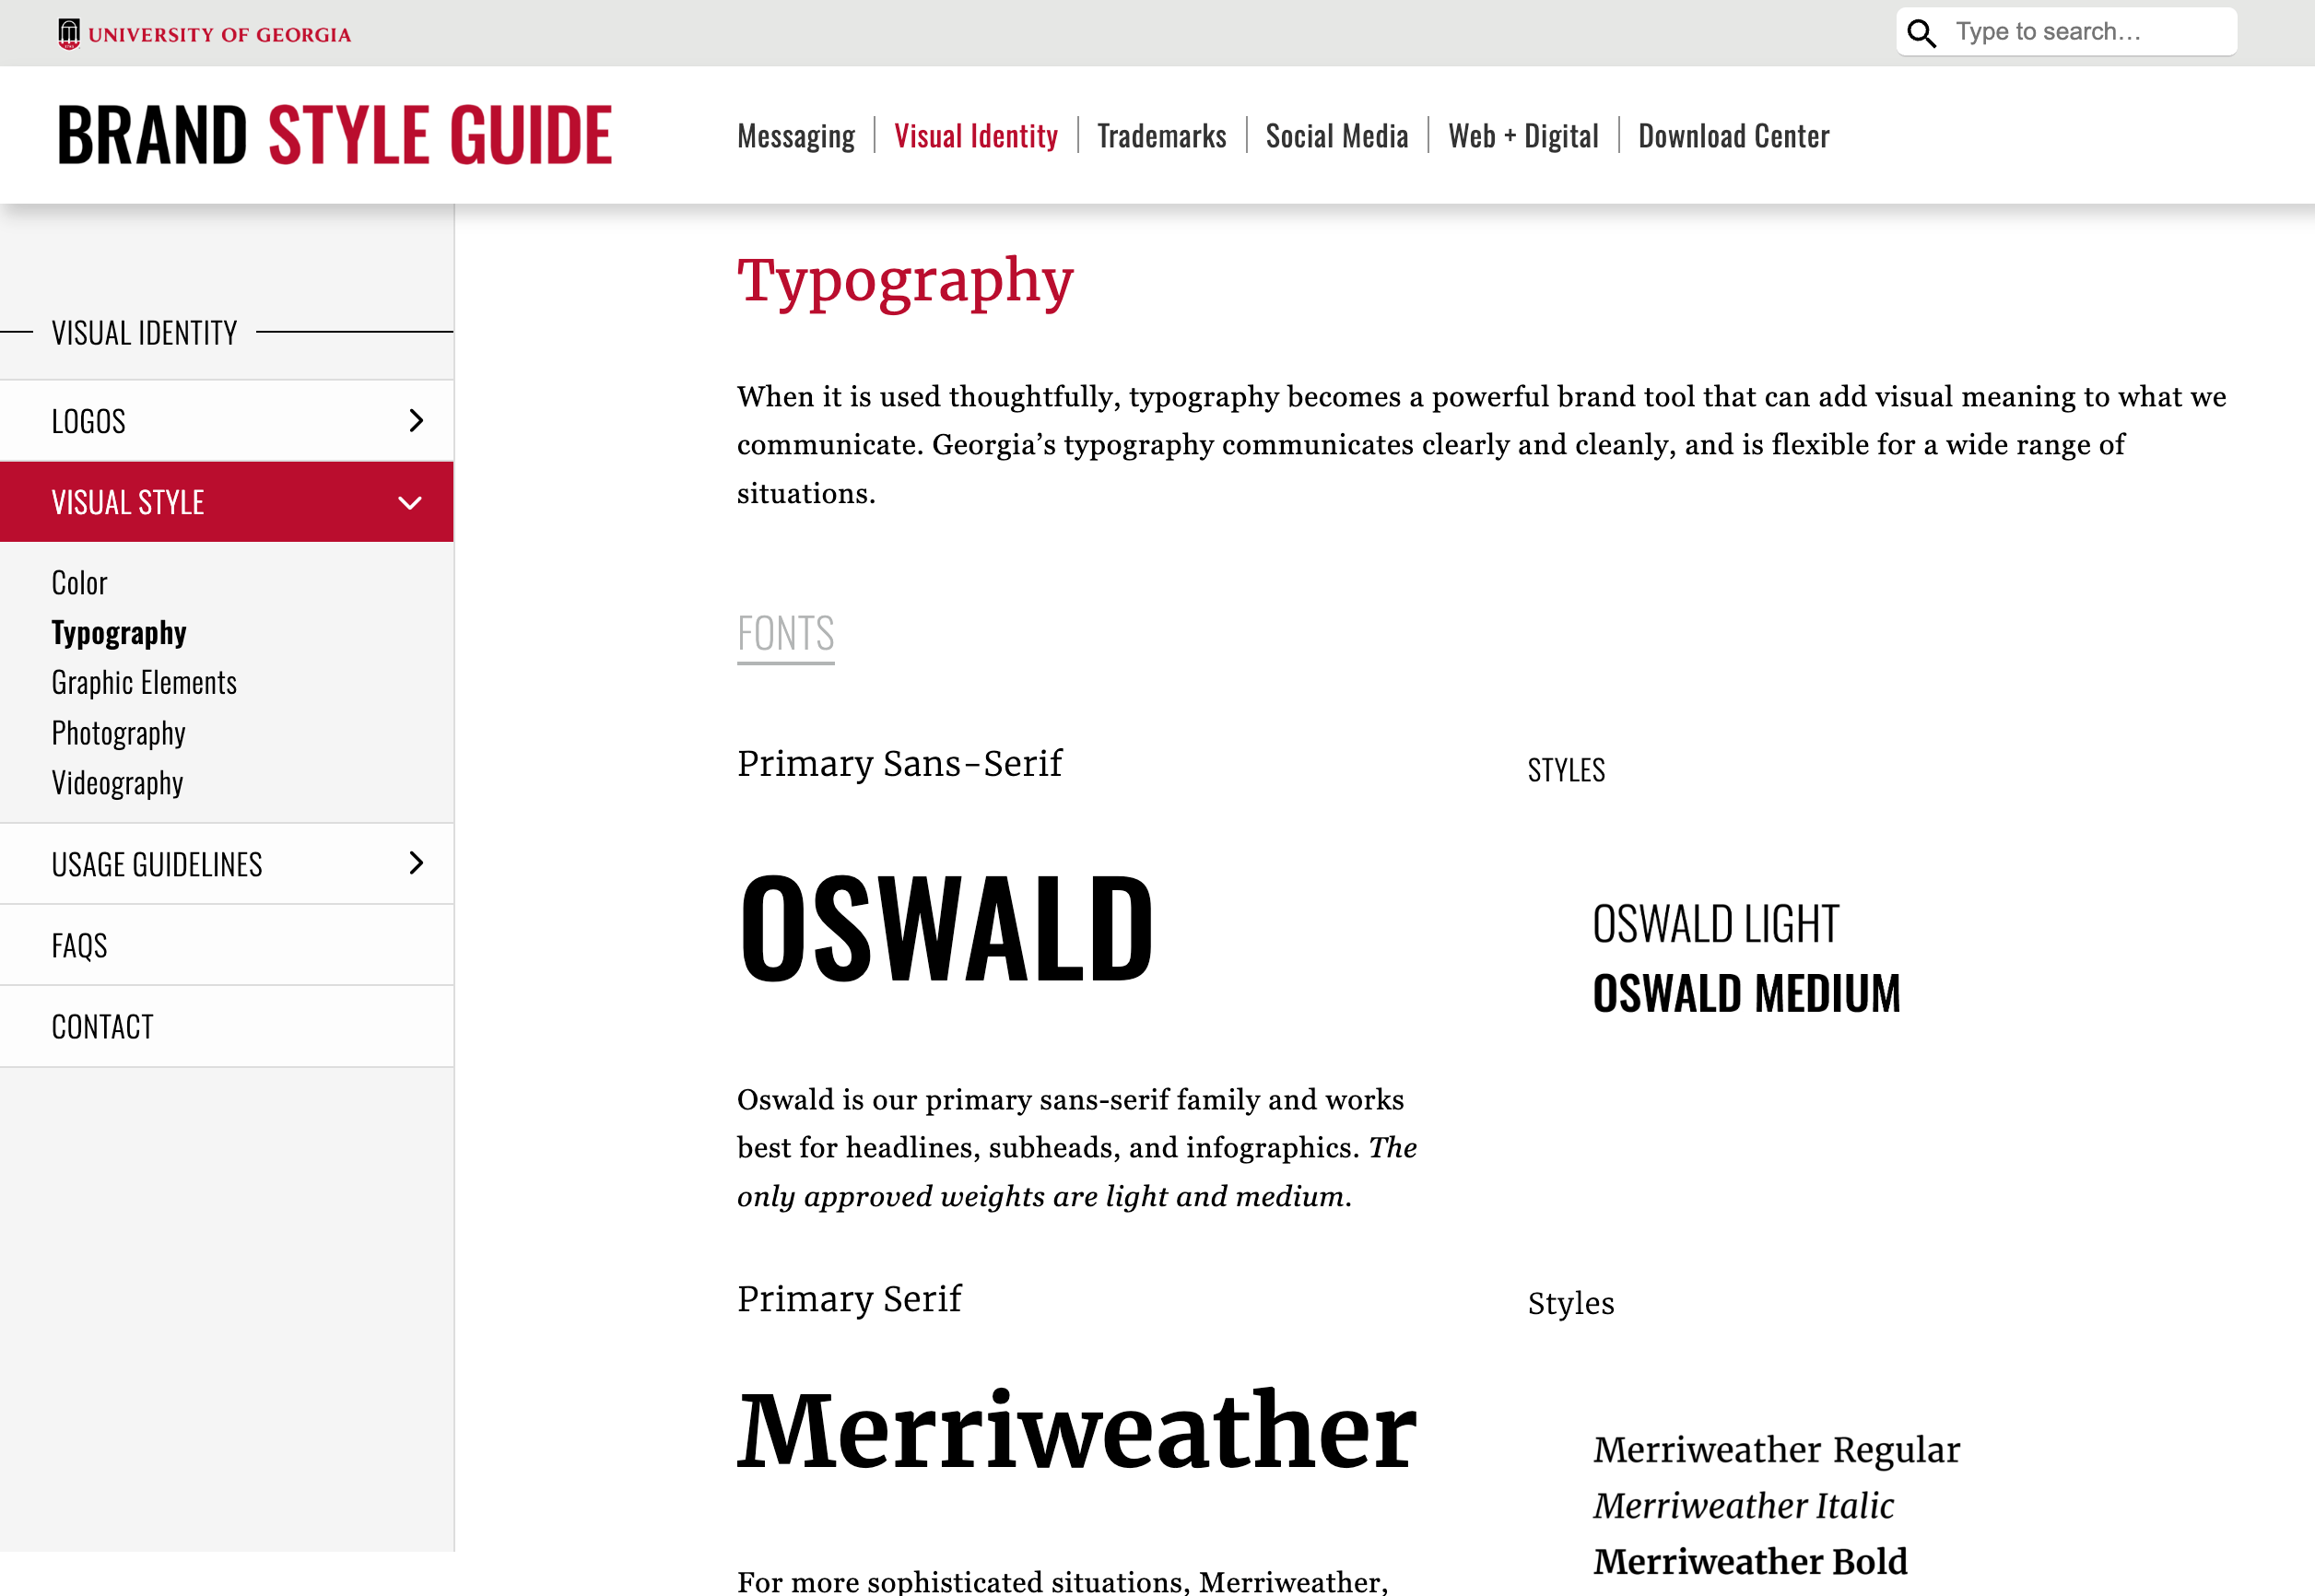 UNIVERSITY OF GEORGIA
Type to search...
BRAND STYLE GUIDE
Messaging
Visual Identity
Trademarks
Social Media
Web + Digital
Download Center
VISUAL IDENTITY
LOGOS
VISUAL STYLE
Color
Typography
Graphic Elements
Photography
Videography
USAGE GUIDELINES
FAQS
CONTACT
Typography
When it is used thoughtfully, typography becomes a powerful brand tool that can add visual meaning to what we
communicate. Georgia’s typography communicates clearly and cleanly, and is flexible for a wide range of
situations.
FONTS
Primary Sans-Serif
STYLES
OSWALD
OSWALD LIGHT
OSWALD MEDIUM
Oswald is our primary sans-serif family and works
best for headlines, subheads, and infographics. The
only approved weights are light and medium.
Primary Serif
Styles
Merriweather
Merriweather Regular
Merriweather Italic
Merriweather Bold
For more sophisticated situations, Merriweather,